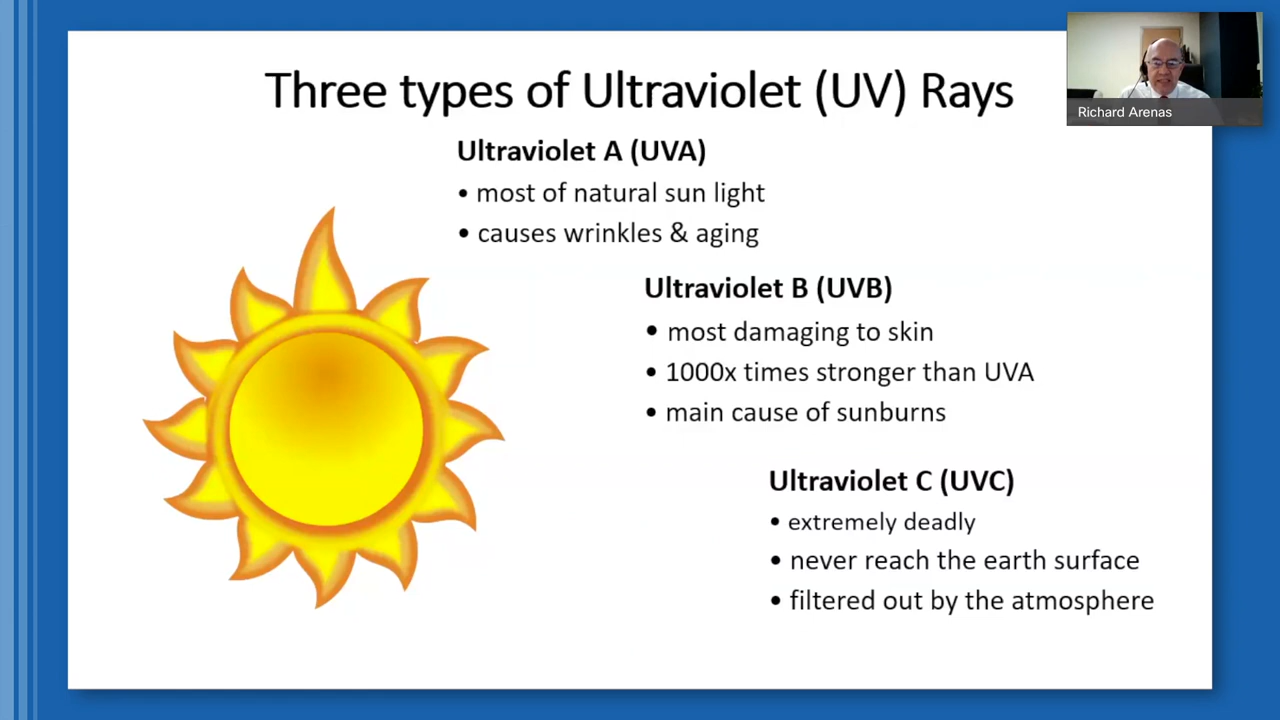 Three types of Ultraviolet (UV) Rays
Richard Arenas
Ultraviolet A (UVA)
• most of natural sun light
• causes wrinkles & aging
Ultraviolet B (UVB)
• most damaging to skin
• 1000x times stronger than UVA
• main cause of sunburns
Ultraviolet C (UVC)
• extremely deadly
• never reach the earth surface
• filtered out by the atmosphere